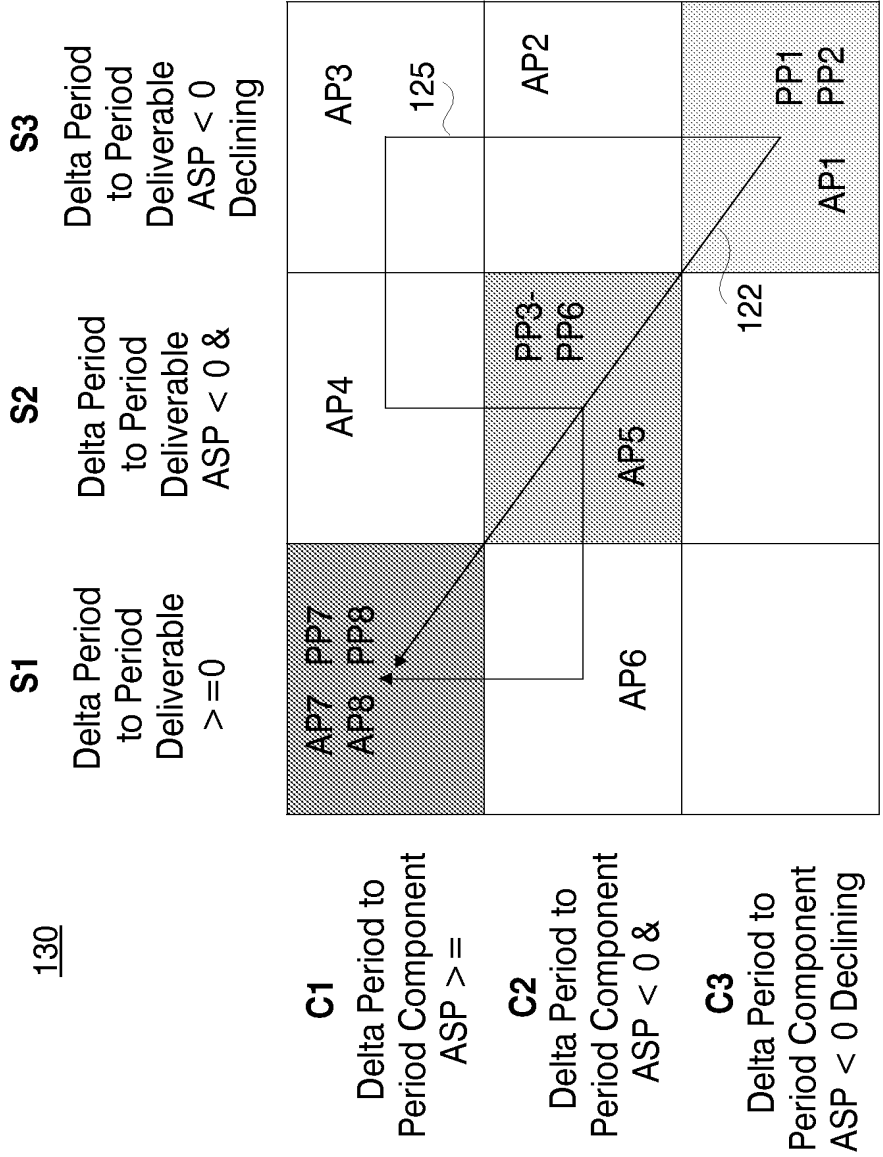 130
S1
Delta Period
to Period
Deliverable
>=0
S2
Delta Period
to Period
Deliverable
ASP < 0 &
S3
Delta Period
to Period
Deliverable
ASP < 0
Declining
C1
Delta Period to
Period Component
ASP >=
AP7 PP7
AP8 PP8
AP4
AP3
125
C2
Delta Period to
Period Component
ASP < 0 &
AP6
PP3-
PP6
AP5
AP2
C3
Delta Period to
Period Component
ASP < 0 Declining
122
PP1
PP2
AP1